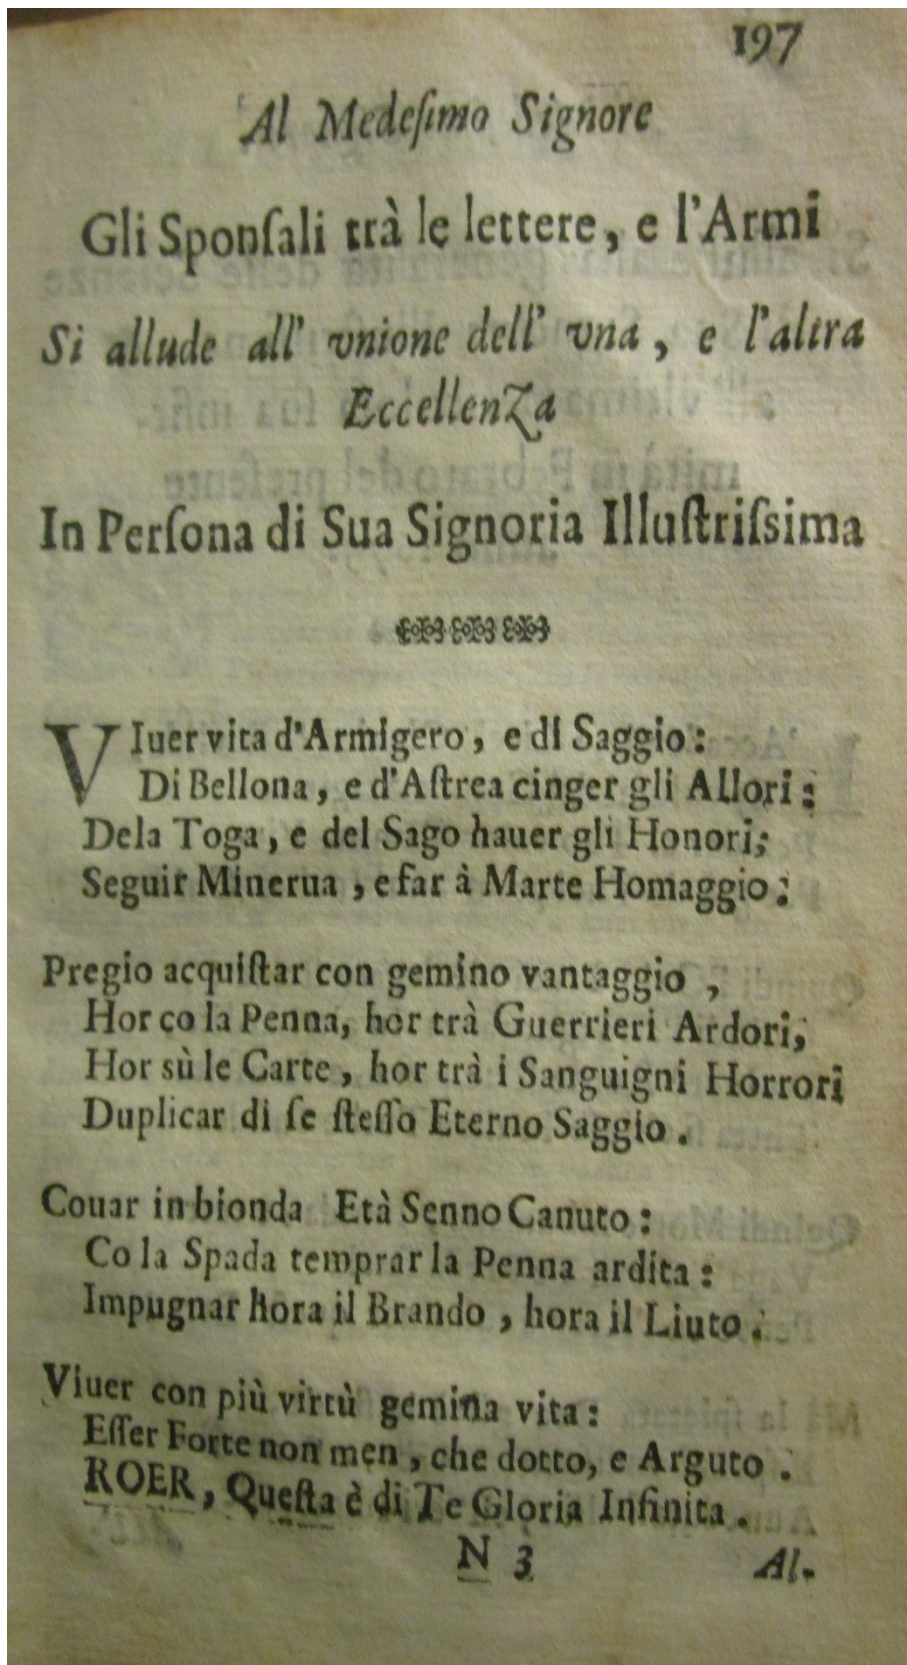 197
Al Medeſimo Signore
Gli Sponſali trà le lettere, e l'Armi
Si allude all' vnione dell' vna, e l'altra
Eccellenza
In Perſona di Sua Signoria Illuſtriſsima
VIuer vita d'Armigero, e di Saggio:
Di Bellona, e d'Aſtrea cinger gli Allori:
Dela Toga, e del Sago hauer gli Honori;
Seguir Minerua, e far à Marte Homaggio:
Pregio acquiſtar con gemino vantaggio,
Hor co la Penna, hor trà Guerrieri Ardori,
Hor sù le Carte, hor trà i Sanguigni Horrori
Duplicar di ſe ſteſſo Eterno Saggio.
Couar in bionda Età Senno Canuto:
Co la Spada temprar la Penna ardita:
Impugnar hora il Brando, hora il Liuto.
Viuer con più virtù gemina vita:
Eſſer Forte non men, che dotto, e Arguto.
ROER, Queſta è di Te Gloria Infinita.
N 3
Al-